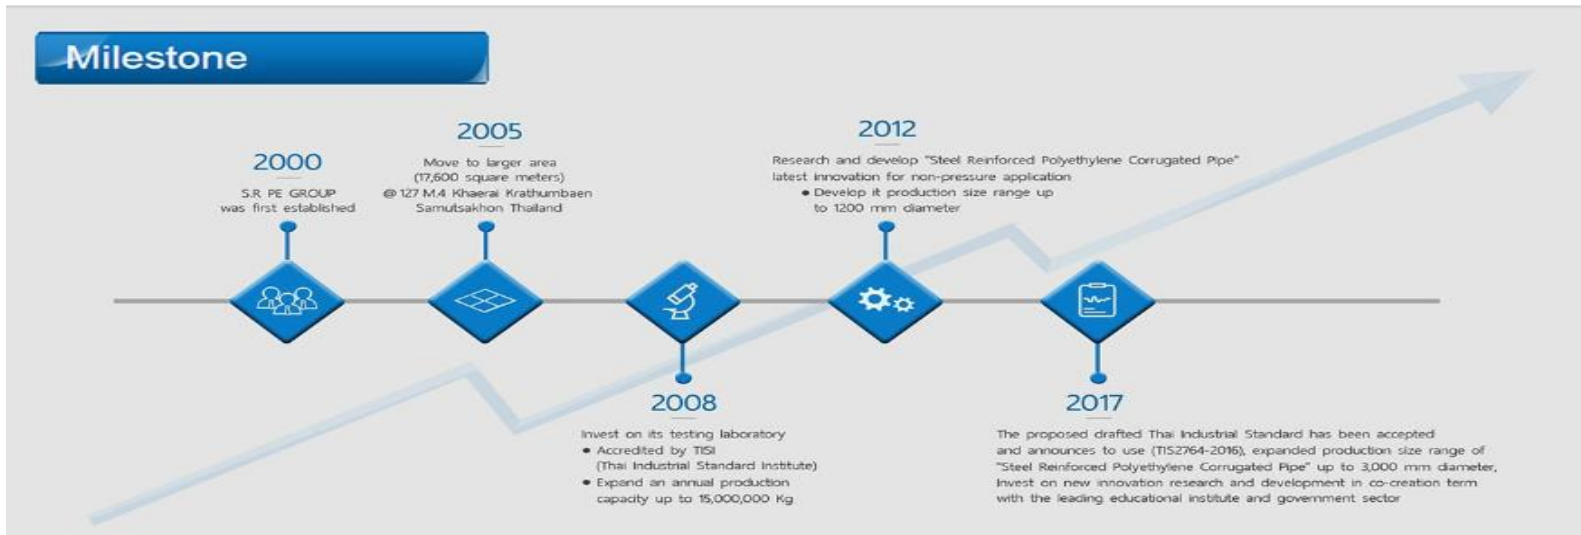 Milestone
2000
S.R PE GROUP
was first established
2005
Move to larger area
(17,600 square meters)
@ 127 M.4 Khaerai Krathumbaen
Samutsakhon Thailand
2008
Invest on its testing laboratory
• Accredited by TISI
(Thai Industrial Standard Institute)
• Expand an annual production
capacity up to 15,000,000 Kg
2012
Research and develop "Steel Reinforced Polyethylene Corrugated Pipe"
latest innovation for non-pressure application
• Develop it production size range up
to 1200 mm diameter
2017
The proposed drafted Thai Industrial Standard has been accepted
and announces to use (TIS2764-2016), expanded production size range of
"Steel Reinforced Polyethylene Corrugated Pipe" up to 3,000 mm diameter,
Invest on new innovation research and development in co-creation term
with the leading educational institute and government sector